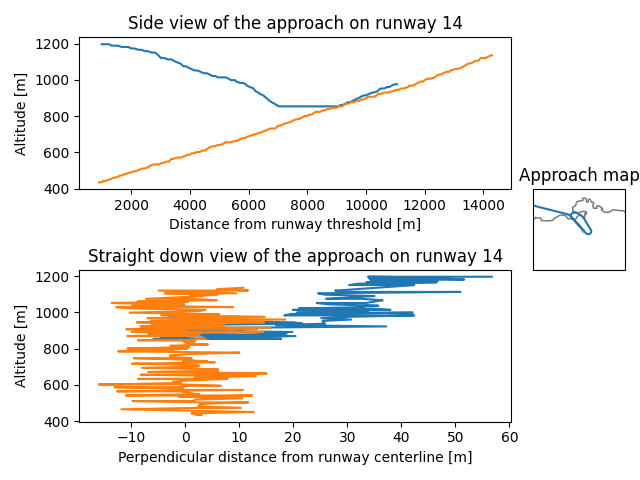 Side view of the approach on runway 14
1200
1000
800
600
400
Altitude [m]
2000 4000 6000 8000 10000 12000 14000
Distance from runway threshold [m]
Approach map
Straight down view of the approach on runway 14
1200
1000
800
600
400
Altitude [m]
−10 0 10 20 30 40 50 60
Perpendicular distance from runway centerline [m]